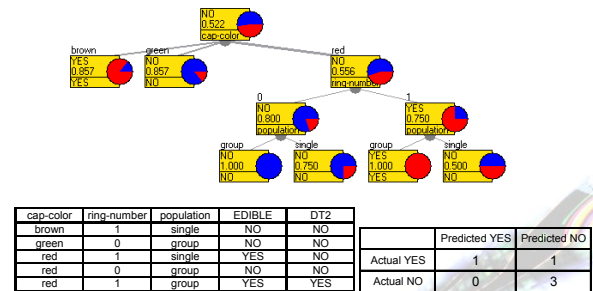 NO
0.522
cap-color
brown green red
YES NO NO
0.857 0.857 0.556
YES NO ring-number
0 1
NO YES
0.800 0.750
population population
group single group single
NO NO YES NO
1.000 0.750 1.000 0.500
NO NO YES NO
cap-color ring-number population EDIBLE DT2
brown 1 single NO NO
green 0 group NO NO
red 1 single YES NO
red 0 group NO NO
red 1 group YES YES
Predicted YES Predicted NO
Actual YES 1 1
Actual NO 0 3